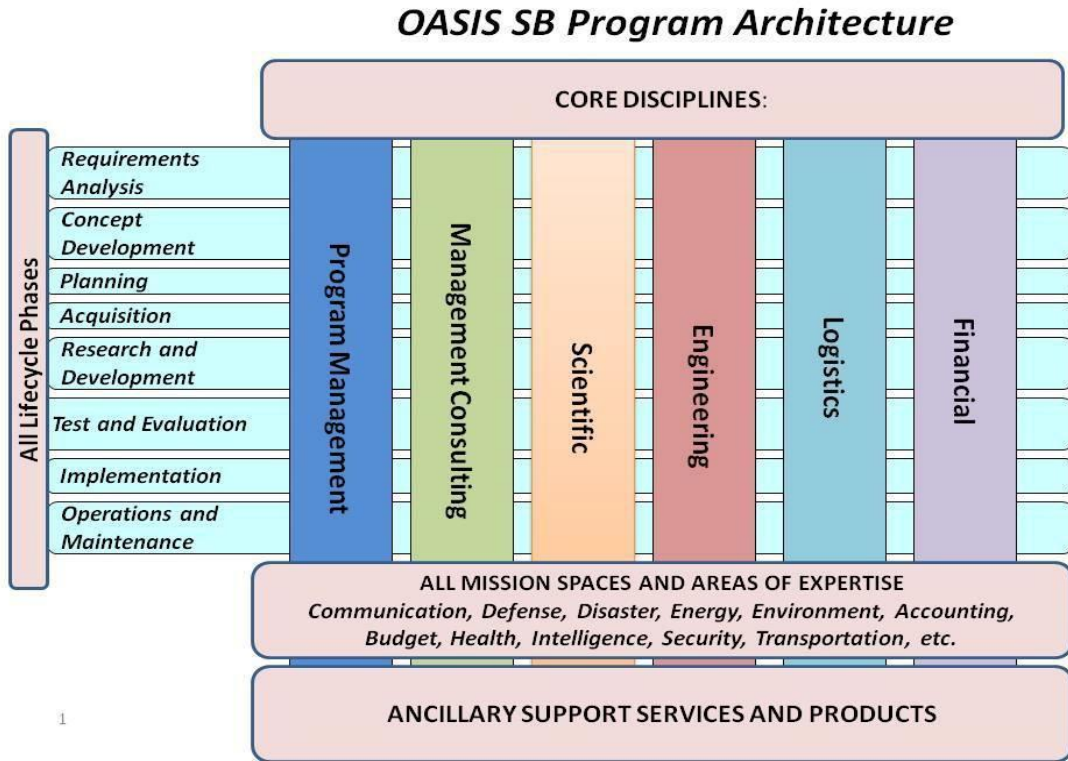 OASIS SB Program Architecture
CORE DISCIPLINES:
All Lifecycle Phases
Requirements
Analysis
Concept
Development
Planning
Acquisition
Research and
Development
Test and Evaluation
Implementation
Operations and
Maintenance
Program Management
Management Consulting
Scientific
Engineering
Logistics
Financial
ALL MISSION SPACES AND AREAS OF EXPERTISE
Communication, Defense, Disaster, Energy, Environment, Accounting,
Budget, Health, Intelligence, Security, Transportation, etc.
ANCILLARY SUPPORT SERVICES AND PRODUCTS
1